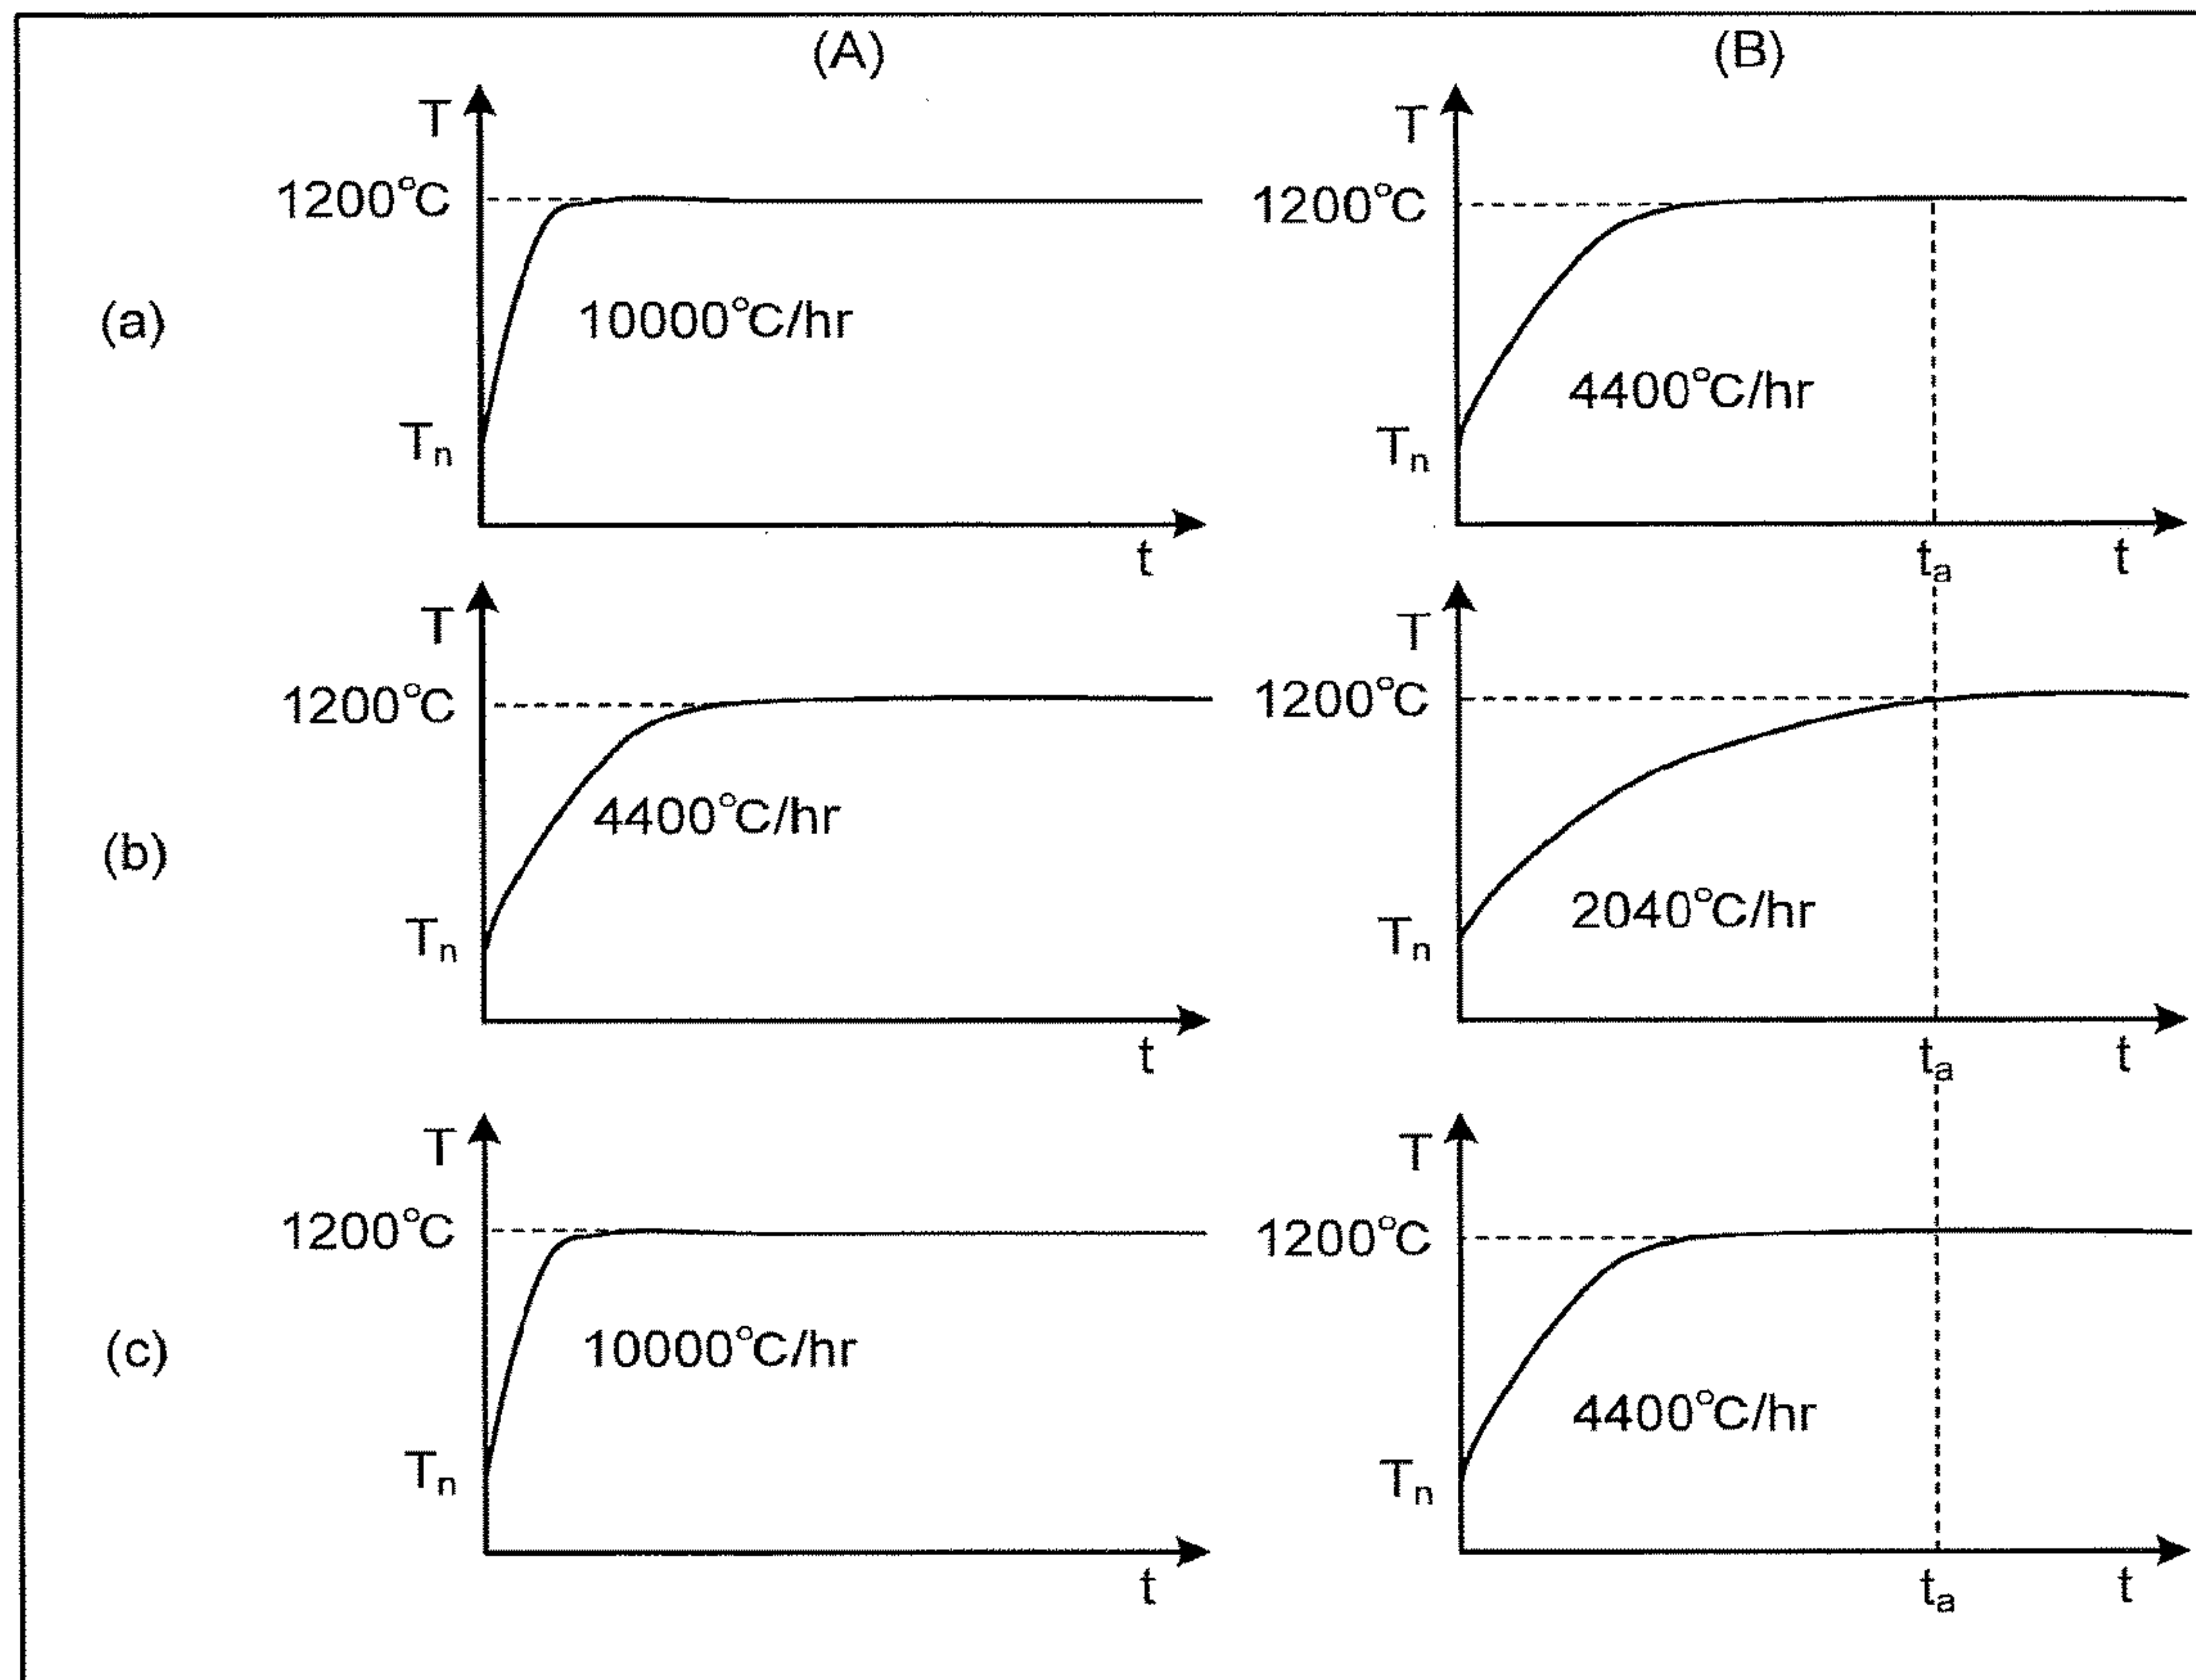 (A) (B)
T T
1200°C 1200°C
(a) 10000°C/hr 4400°C/hr
Tn Tn
t ta t
T T
1200°C 1200°C
(b) 4400°C/hr 2040°C/hr
Tn Tn
t ta t
T T
1200°C 1200°C
(c) 10000°C/hr 4400°C/hr
Tn Tn
t ta t